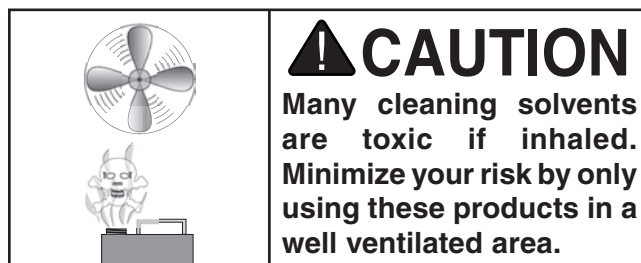 CAUTION
Many cleaning solvents
are toxic if inhaled.
Minimize your risk by only
using these products in a
well ventilated area.